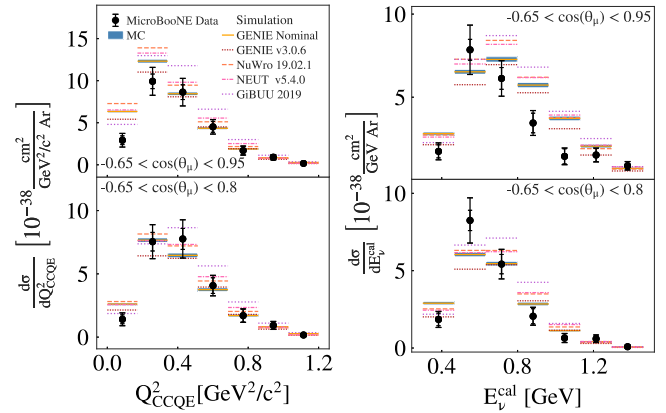 MicroBooNE Data
MC
Simulation
GENIE Nominal
GENIE v3.0.6
NuWro 19.02.1
NEUT v5.4.0
GiBUU 2019
-0.65 < cos(θμ) < 0.95
-0.65 < cos(θμ) < 0.8
15
10
5
0
10
5
0
0.0 0.4 0.8 1.2
Q²CCQE[GeV²/c²]
dσ/dQ²CCQE [10⁻³⁸ cm²/GeV²/c² Ar]
-0.65 < cos(θμ) < 0.95
-0.65 < cos(θμ) < 0.8
10
5
0
10
5
0
0.4 0.8 1.2
Eᵥcal [GeV]
dσ/dEᵥcal [10⁻³⁸ cm²/GeV Ar]